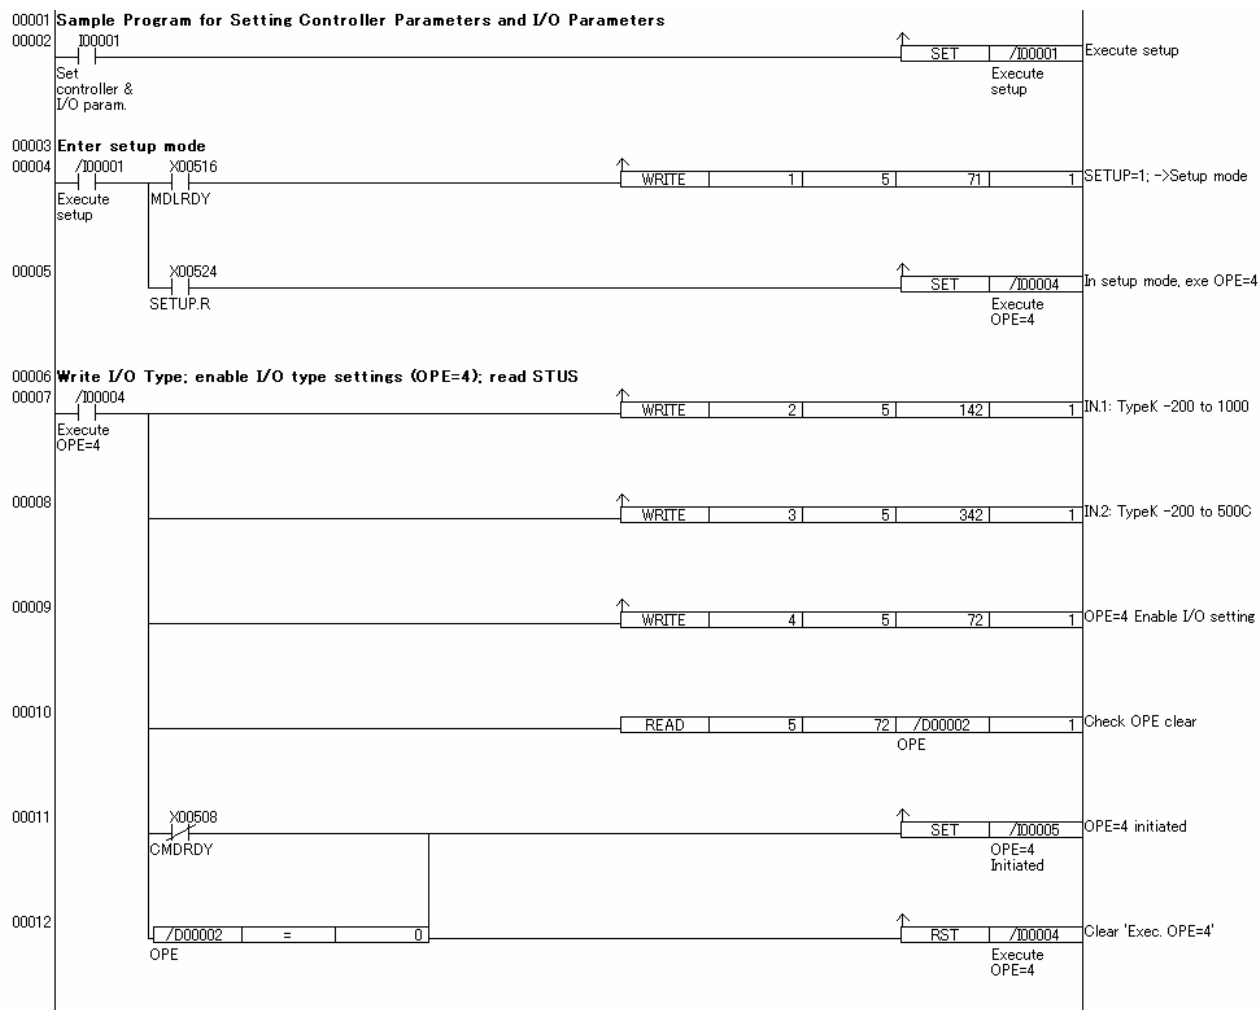 00001 Sample Program for Setting Controller Parameters and I/O Parameters
00002 I00001
SET /I00001 Execute setup
Set controller & I/O param.
Execute setup
00003 Enter setup mode
00004 /I00001 X00516
WRITE 1 5 71 1 SETUP=1; ->Setup mode
Execute setup
MDLRDY
00005 X00524
SET /I00004 In setup mode, exe OPE=4
SETUP.R
Execute OPE=4
00006 Write I/O Type; enable I/O type settings (OPE=4); read STUS
00007 /I00004
WRITE 2 5 142 1 IN.1: TypeK -200 to 1000
Execute OPE=4
00008
WRITE 3 5 342 1 IN.2: TypeK -200 to 500C
00009
WRITE 4 5 72 1 OPE=4 Enable I/O setting
00010
READ 5 72 /D00002 1 Check OPE clear
OPE
00011 X00508
SET /I00005 OPE=4 initiated
CMDRDY
OPE=4 Initiated
00012
/D00002 = 0 RST /I00004 Clear 'Exec. OPE=4'
OPE
Execute OPE=4